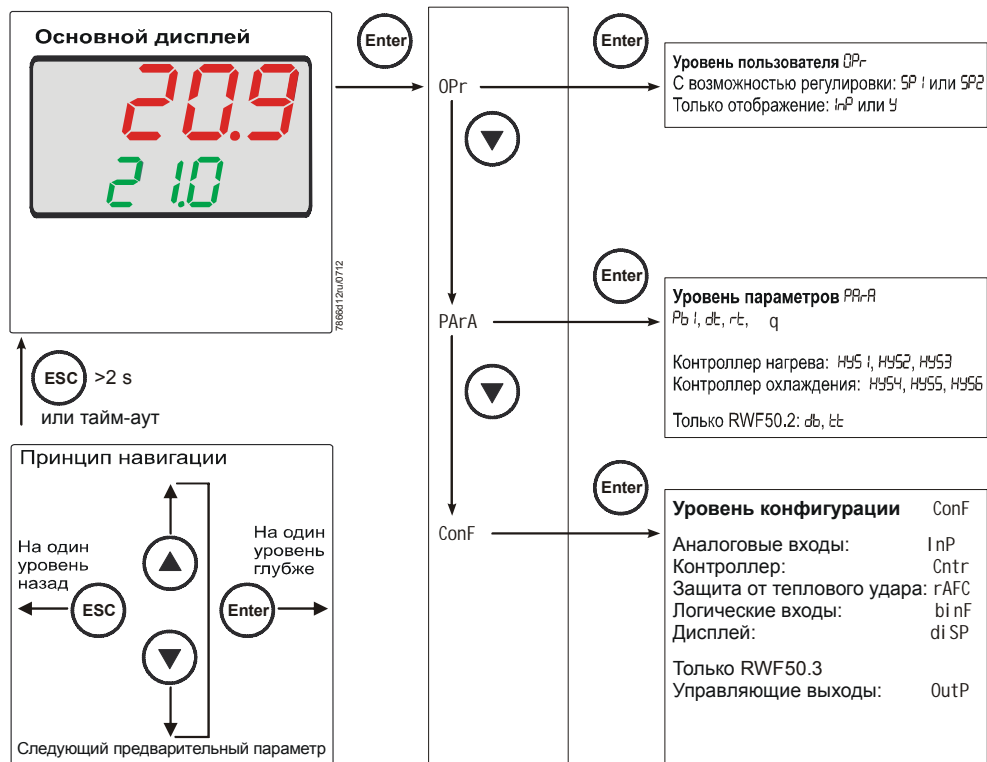 Основной дисплей
20.9
21.0
7866d12ru/0712
ESC >2 s
или тайм-аут
Принцип навигации
На один
уровень
назад
ESC
На один
уровень
глубже
Enter
Следующий предварительный параметр
Enter
OPr
PArA
ConF
Enter
Уровень пользователя OPr
С возможностью регулировки: SP1 или SP2
Только отображение: InP или y
Enter
Уровень параметров PArA
Pb1, dt, rt, q
Контроллер нагрева: HYS1, HYS2, HYS3
Контроллер охлаждения: HYS4, HYS5, HYS6
Только RWF50.2: db, tt
Enter
Уровень конфигурации ConF
Аналоговые входы: InP
Контроллер: Cntr
Защита от теплового удара: rAFC
Логические входы: binF
Дисплей: diSP
Только RWF50.3
Управляющие выходы: OutP